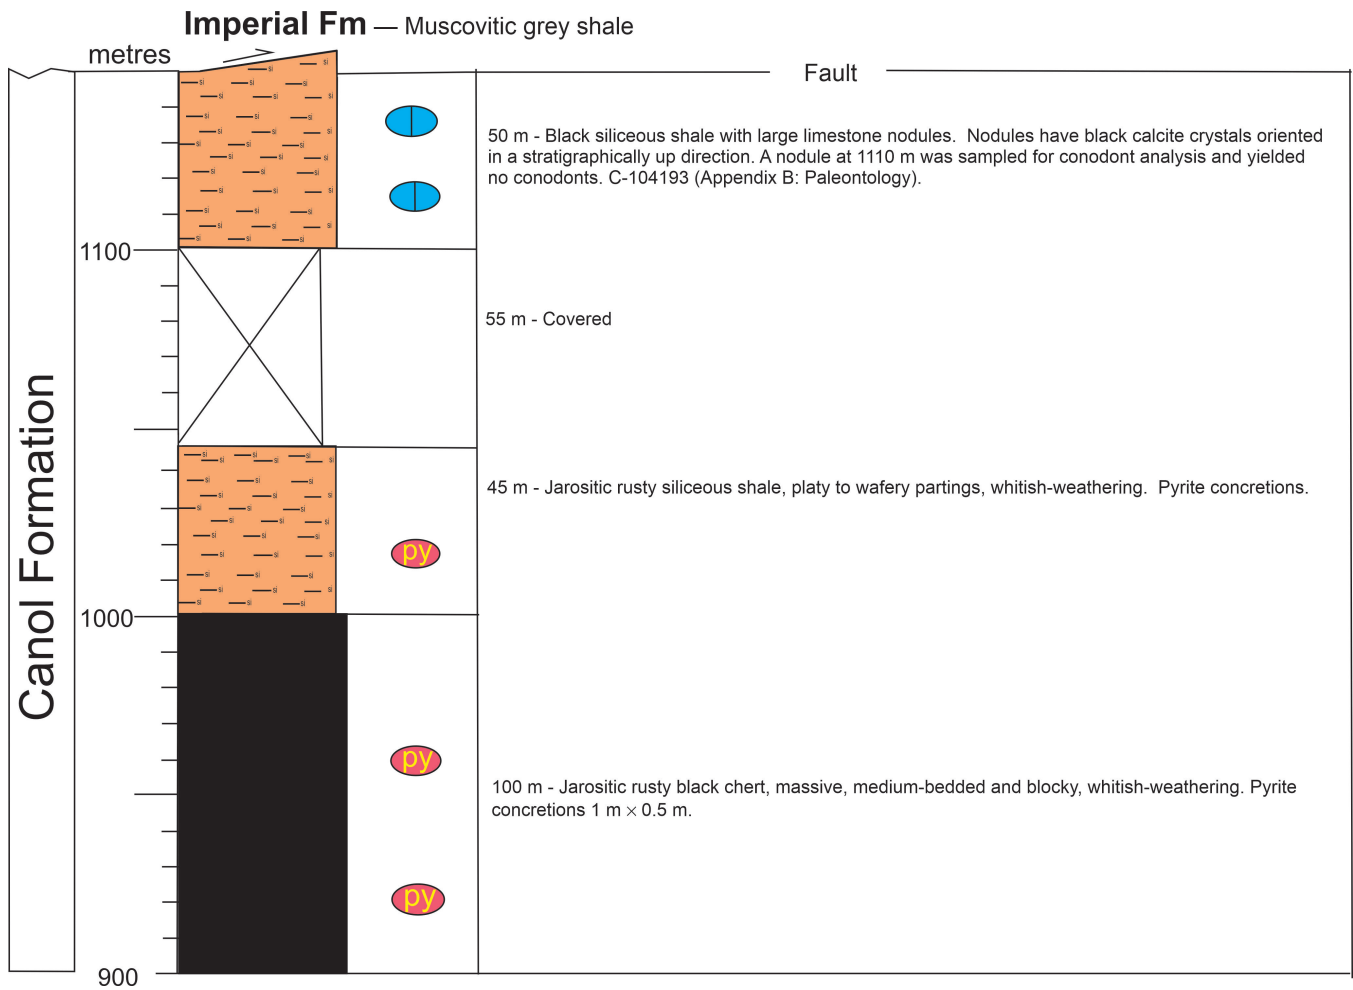 Imperial Fm — Muscovitic grey shale
metres
Fault
50 m - Black siliceous shale with large limestone nodules. Nodules have black calcite crystals oriented
in a stratigraphically up direction. A nodule at 1110 m was sampled for conodont analysis and yielded
no conodonts. C-104193 (Appendix B: Paleontology).
1100
55 m - Covered
Canol Formation
45 m - Jarositic rusty siliceous shale, platy to wafery partings, whitish-weathering. Pyrite concretions.
py
1000
py
100 m - Jarositic rusty black chert, massive, medium-bedded and blocky, whitish-weathering. Pyrite
concretions 1 m × 0.5 m.
py
900